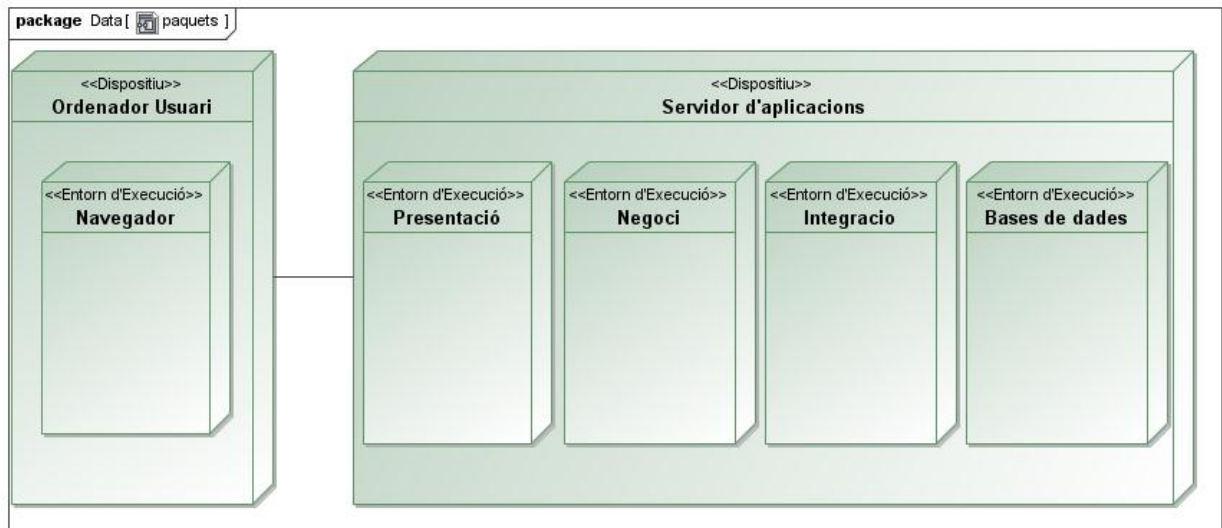 package Data [ paquets ]
<<Dispositiu>>
Ordenador Usuari
<<Entorn d'Execució>>
Navegador
<<Dispositiu>>
Servidor d'aplicacions
<<Entorn d'Execució>>
Presentació
<<Entorn d'Execució>>
Negoci
<<Entorn d'Execució>>
Integracio
<<Entorn d'Execució>>
Bases de dades